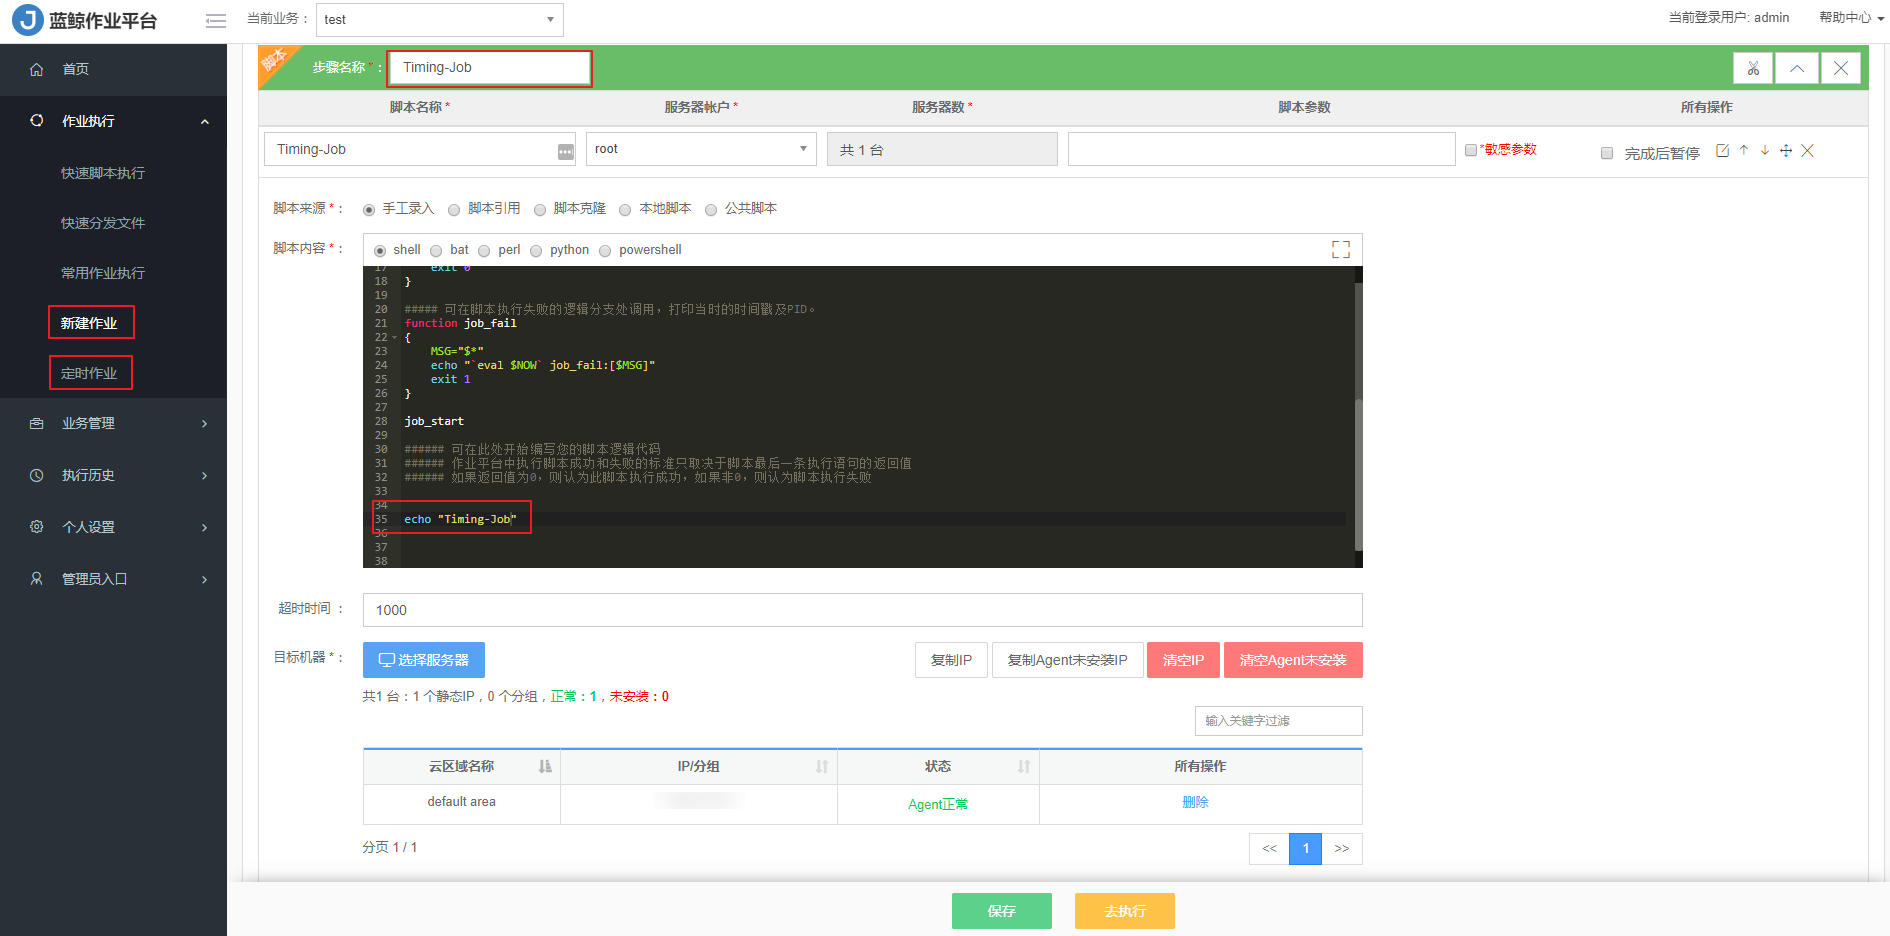 蓝鲸作业平台
当前业务： test
当前登录用户: admin 帮助中心
首页
作业执行
快速脚本执行
快速分发文件
常用作业执行
新建作业
定时作业
业务管理
执行历史
个人设置
管理员入口
脚本
步骤名称*： Timing-Job
脚本名称* 服务器帐户* 服务器数* 脚本参数 所有操作
Timing-Job root 共 1 台 *敏感参数 完成后暂停
脚本来源*： 手工录入 脚本引用 脚本克隆 本地脚本 公共脚本
脚本内容*： shell bat perl python powershell
17 exit 0
18 }
19
20 ##### 可在脚本执行失败的逻辑分支处调用，打印当时的时间戳及PID。
21 function job_fail
22 {
23 MSG="$*"
24 echo "`eval $NOW` job_fail:[$MSG]"
25 exit 1
26 }
27
28 job_start
29
30 ###### 可在此处开始编写您的脚本逻辑代码
31 ###### 作业平台中执行脚本成功和失败的标准只取决于脚本最后一条执行语句的返回值
32 ###### 如果返回值为0，则认为此脚本执行成功，如果非0，则认为脚本执行失败
33
34
35 echo "Timing-Job"
36
37
38
超时时间 ： 1000
目标机器*： 选择服务器 复制IP 复制Agent未安装IP 清空IP 清空Agent未安装
共1 台：1 个静态IP，0 个分组，正常：1，未安装：0
输入关键字过滤
云区域名称 IP/分组 状态 所有操作
default area Agent正常 删除
分页 1 / 1 << 1 >>
保存 去执行